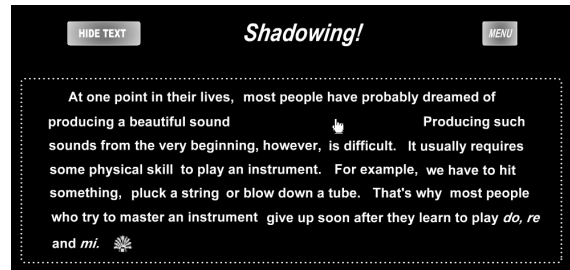 HIDE TEXT
Shadowing!
MENU
At one point in their lives, most people have probably dreamed of
producing a beautiful sound Producing such
sounds from the very beginning, however, is difficult. It usually requires
some physical skill to play an instrument. For example, we have to hit
something, pluck a string or blow down a tube. That's why most people
who try to master an instrument give up soon after they learn to play do, re
and mi.